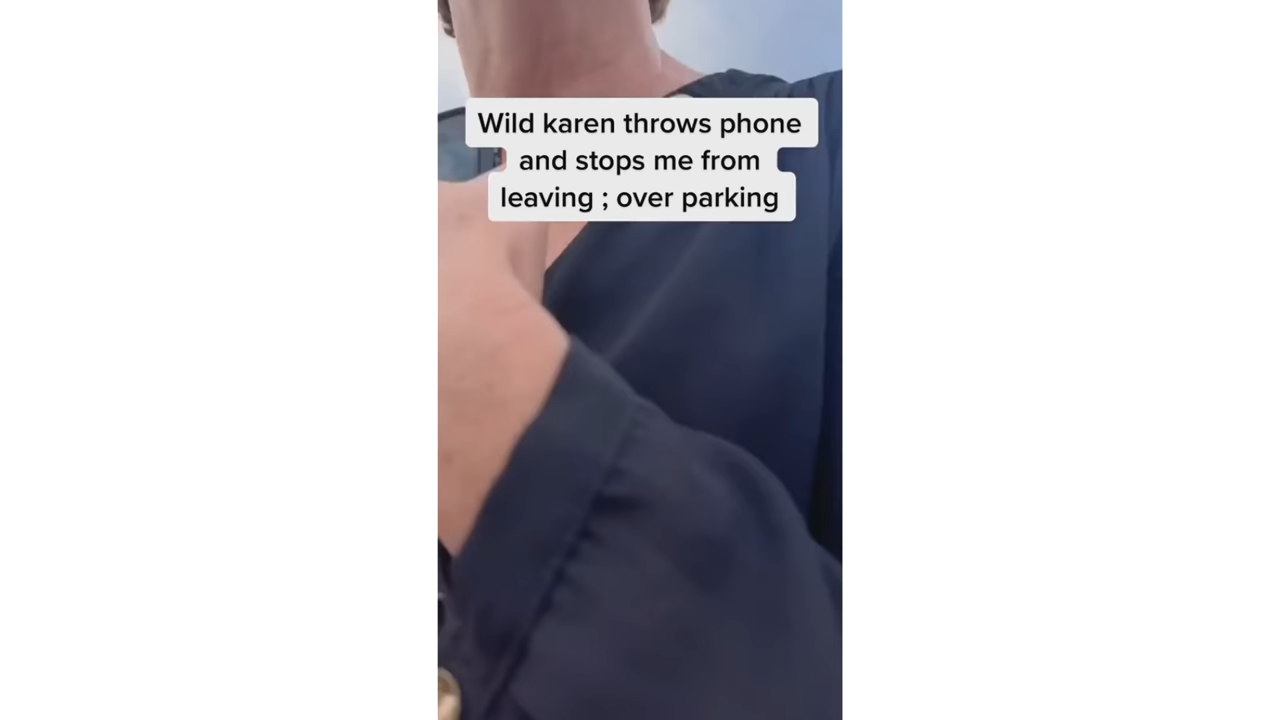 Wild karen throws phone
and stops me from
leaving ; over parking